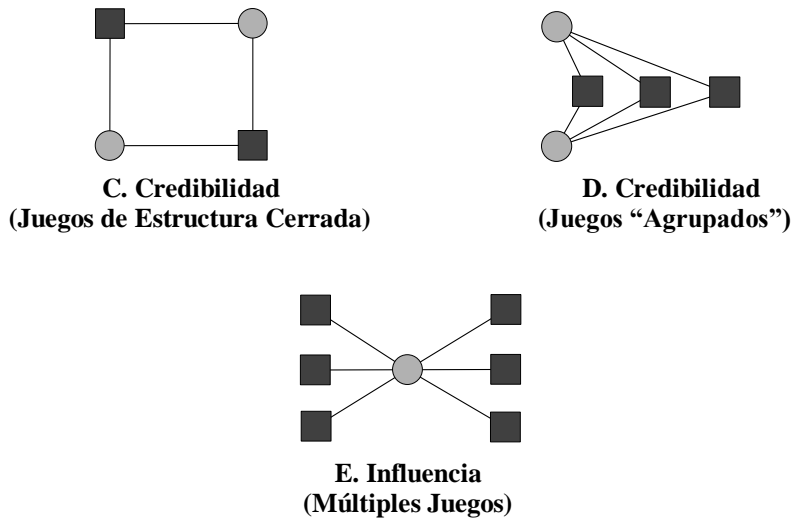 C. Credibilidad
(Juegos de Estructura Cerrada)
D. Credibilidad
(Juegos “Agrupados”)
E. Influencia
(Múltiples Juegos)